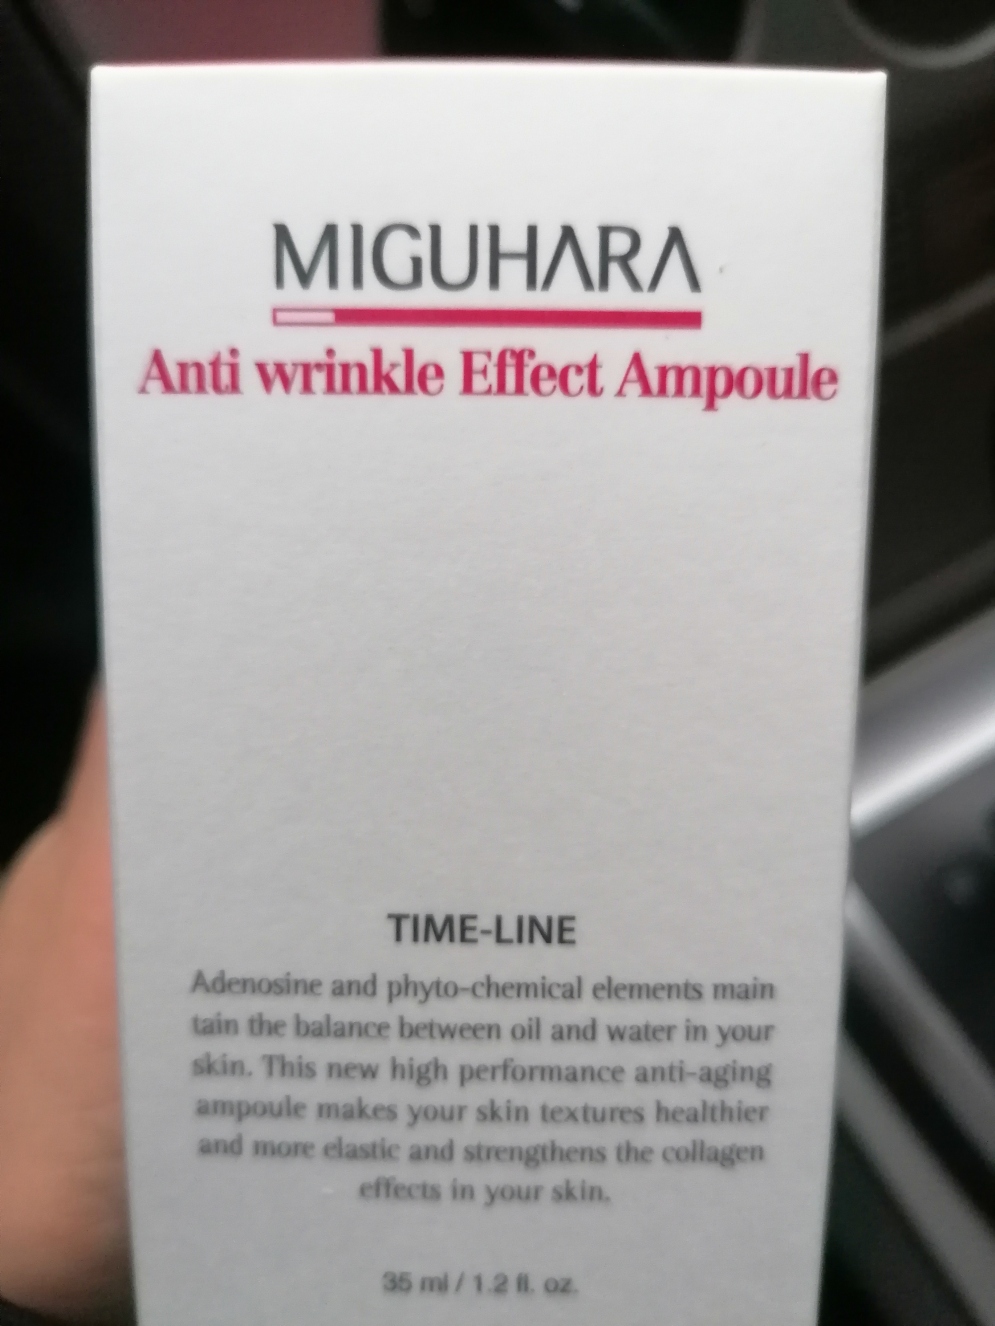 MIGUHARA
Anti wrinkle Effect Ampoule
TIME-LINE
Adenosine and phyto-chemical elements main
tain the balance between oil and water in your
skin. This new high performance anti-aging
ampoule makes your skin textures healthier
and more elastic and strengthens the collagen
effects in your skin.
35 ml / 1.2 fl. oz.